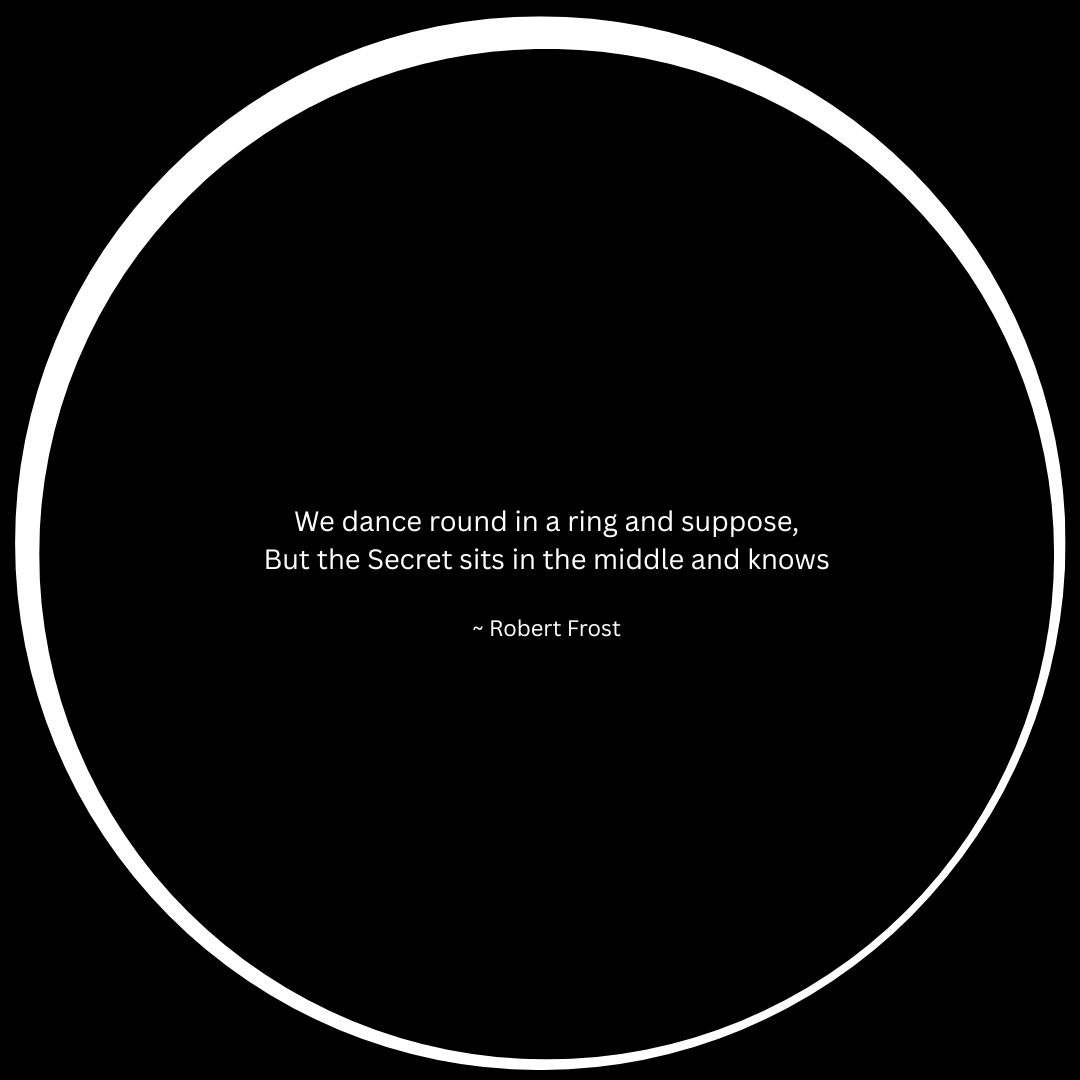 We dance round in a ring and suppose,
But the Secret sits in the middle and knows
~ Robert Frost